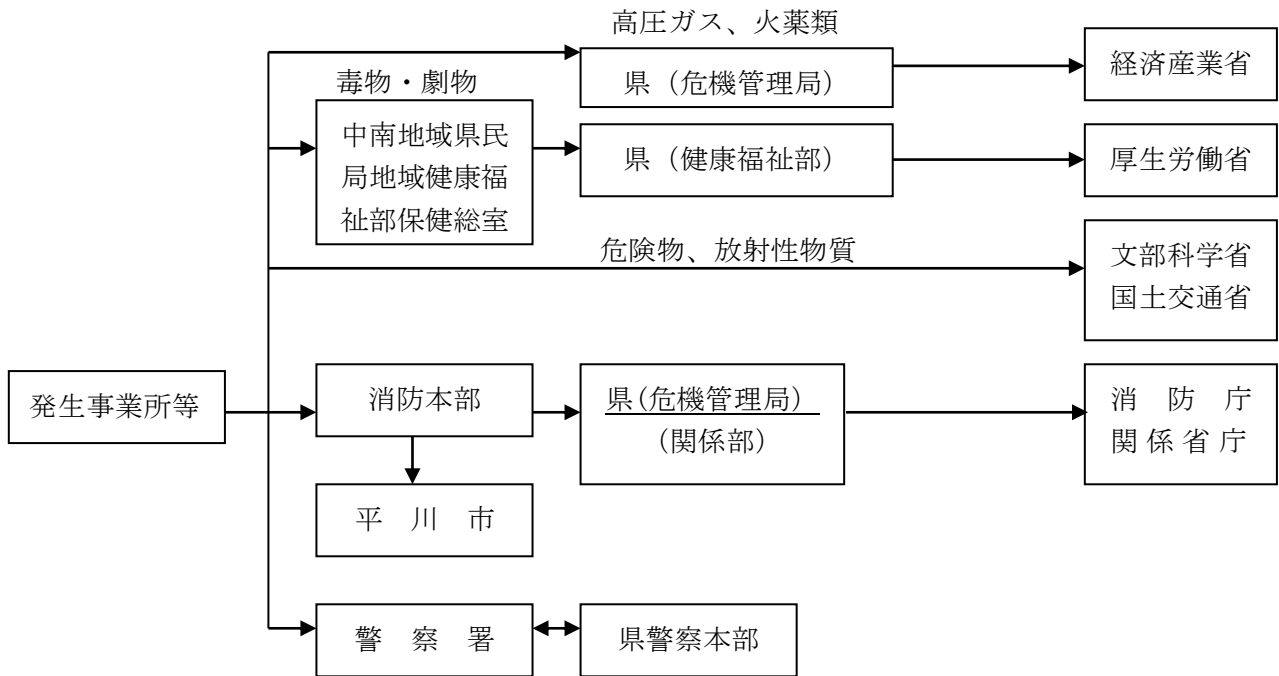 高圧ガス、火薬類
県（危機管理局）
経済産業省
毒物・劇物
中南地域県民
局地域健康福
祉部保健総室
県（健康福祉部）
厚生労働省
危険物、放射性物質
文部科学省
国土交通省
発生事業所等
消防本部
県(危機管理局)
（関係部）
消　防　庁
関 係 省 庁
平　川　市
警　察　署
県警察本部